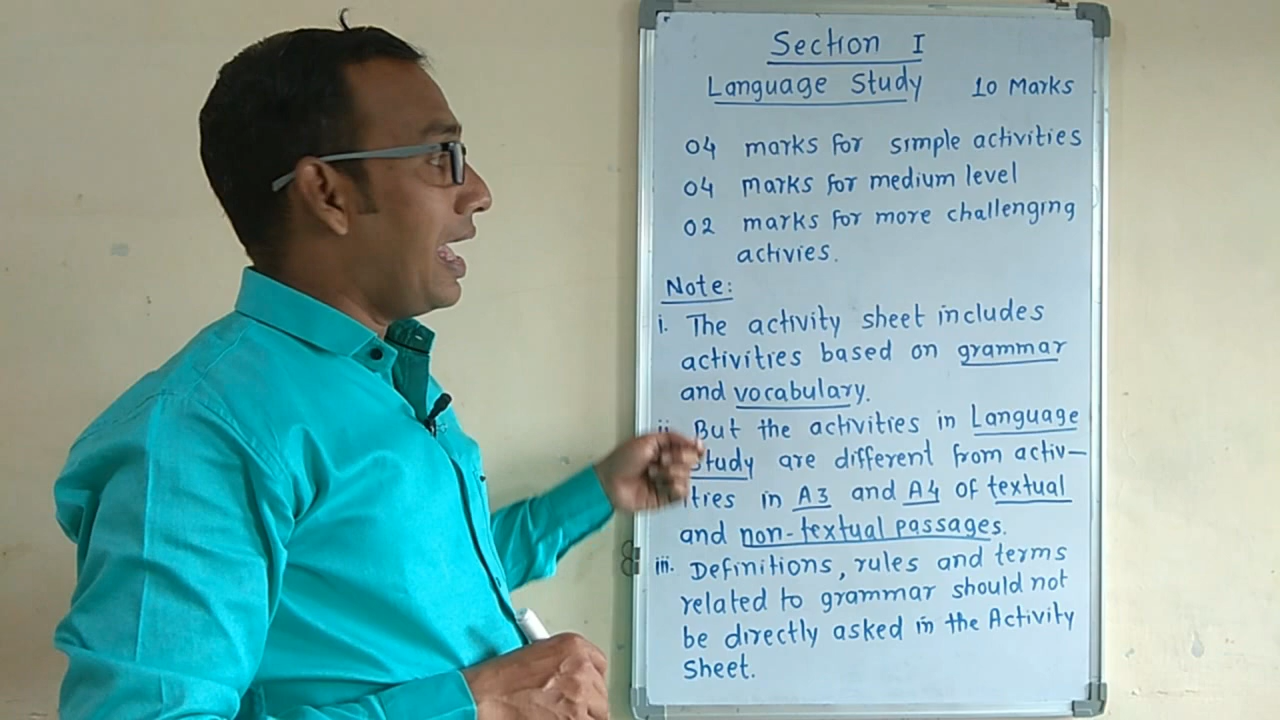 Section I
Language Study 10 Marks
04 marks for simple activities
04 marks for medium level
02 marks for more challenging
activies.
Note:
i. The activity sheet includes
activities based on grammar
and vocabulary.
ii. But the activities in Language
study are different from activ-
ities in A3 and A4 of textual
and non-textual passages.
iii. Definitions, rules and terms
related to grammar should not
be directly asked in the Activity
Sheet.